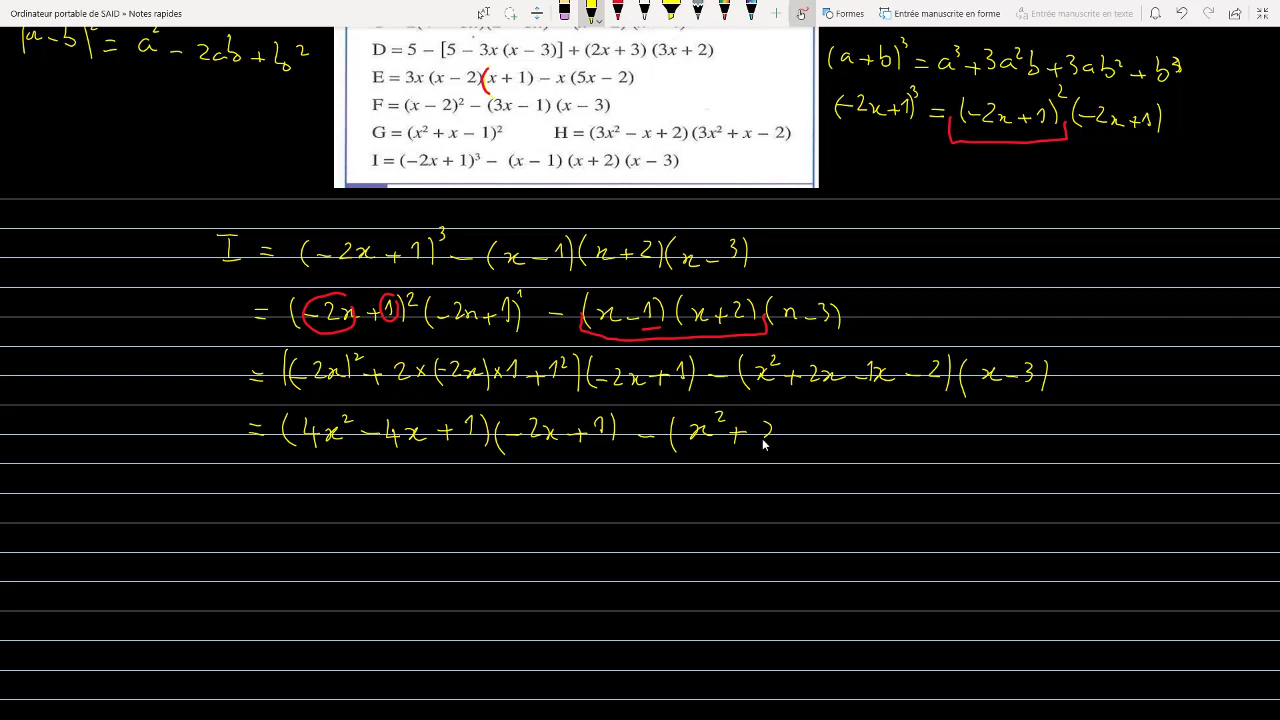 Ordinateur portable de SAID » Notes rapides
Formes
Entrée manuscrite en forme
Entrée manuscrite...
(a-b)² = a² - 2ab + b²
D = 5 − [5 − 3x (x − 3)] + (2x + 3) (3x + 2)
E = 3x (x − 2)(x + 1) − x (5x − 2)
F = (x − 2)² − (3x − 1) (x − 3)
G = (x² + x − 1)² H = (3x² − x + 2) (3x² + x − 2)
I = (−2x + 1)³ − (x − 1) (x + 2) (x − 3)
(a+b)³ = a³+3a²b+3ab²+b³
(-2x+1)³ = (-2x+1)²(-2x+1)
I = (-2x+1)³ - (x-1)(x+2)(x-3)
= (-2x+1)²(-2x+1)¹ - (x-1)(x+2)(x-3)
= ((-2x)²+2×(-2x)×1+1²)(-2x+1) - (x²+2x-1x-2)(x-3)
= (4x²-4x+1)(-2x+1) - (x²+